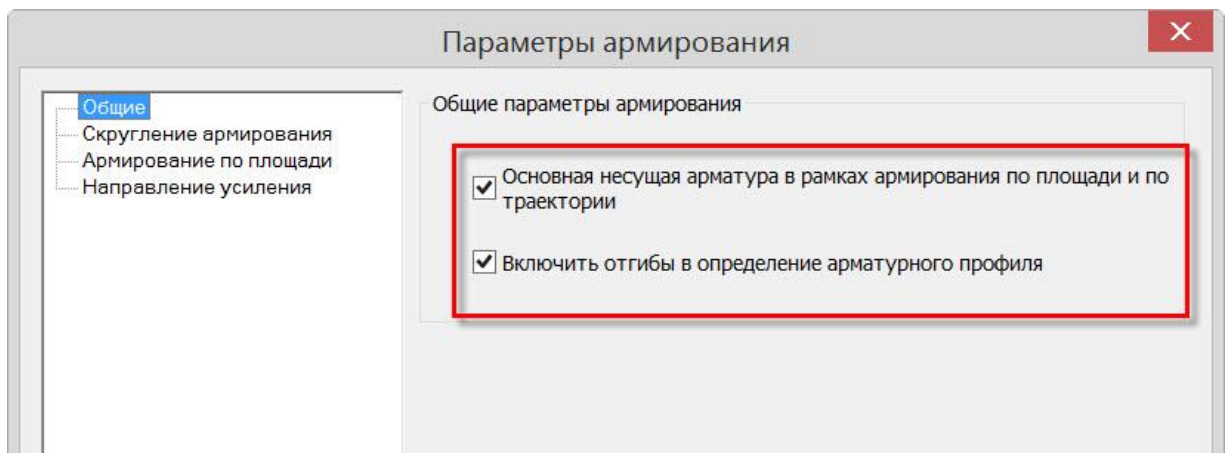 Параметры армирования
Общие
Скругление армирования
Армирование по площади
Направление усиления
Общие параметры армирования
Основная несущая арматура в рамках армирования по площади и по
траектории
Включить отгибы в определение арматурного профиля